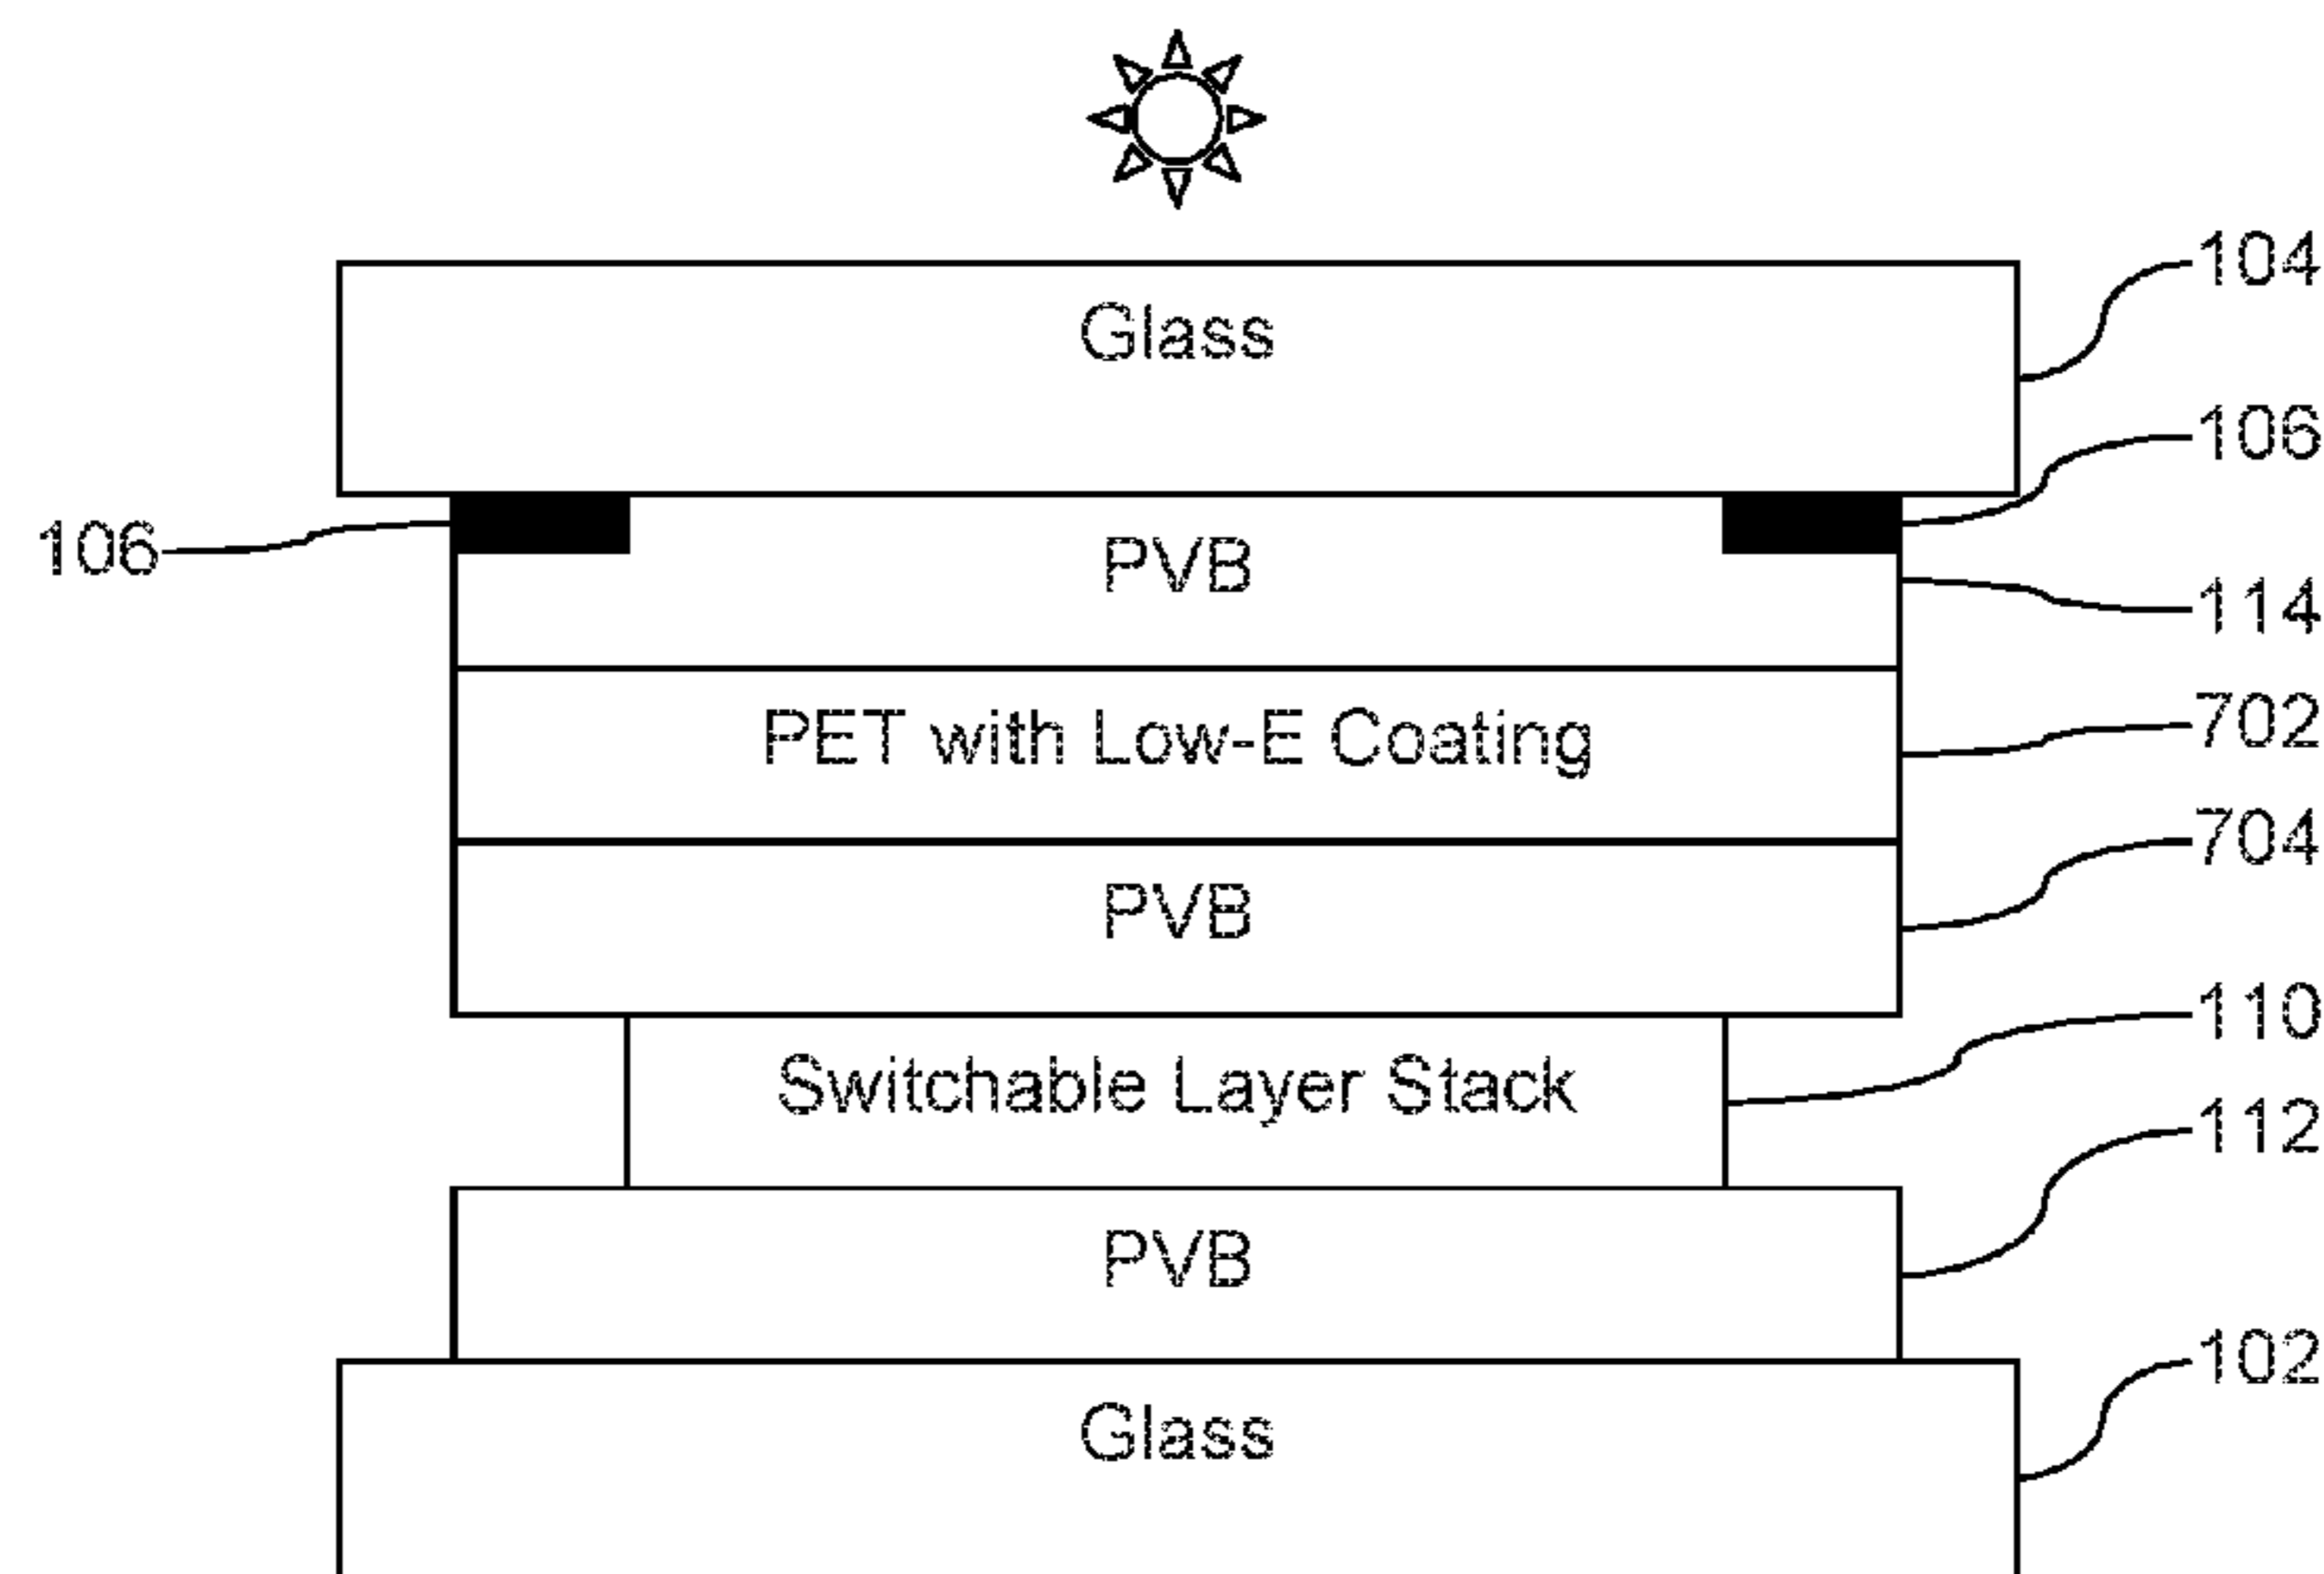 104
Glass
106
106
PVB
114
PET with Low-E Coating
702
704
PVB
110
Switchable Layer Stack
112
PVB
102
Glass